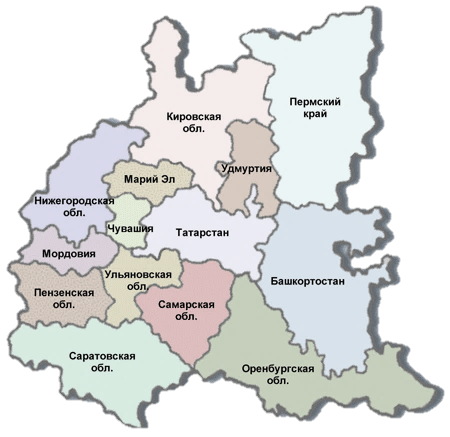 Пермский
край
Кировская
обл.
Удмуртия
Марий Эл
Нижегородская
обл.
Чувашия
Татарстан
Мордовия
Ульяновская
обл.
Башкортостан
Пензенская
обл.
Самарская
обл.
Саратовская
обл.
Оренбургская
обл.